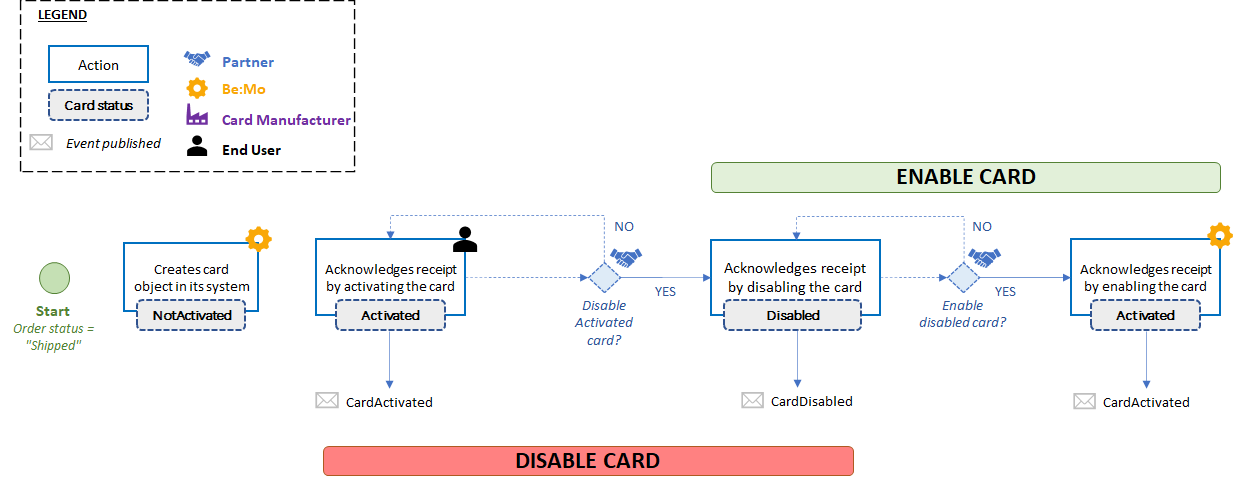 LEGEND
Action
Card status
Event published
Partner
Be:Mo
Card Manufacturer
End User
ENABLE CARD
Start
Order status =
"Shipped"
Creates card
object in its system
NotActivated
Acknowledges receipt
by activating the card
Activated
CardActivated
NO
YES
Disable
Activated
card?
Acknowledges receipt
by disabling the card
Disabled
CardDisabled
NO
YES
Enable
disabled card?
Acknowledges receipt
by enabling the card
Activated
CardActivated
DISABLE CARD